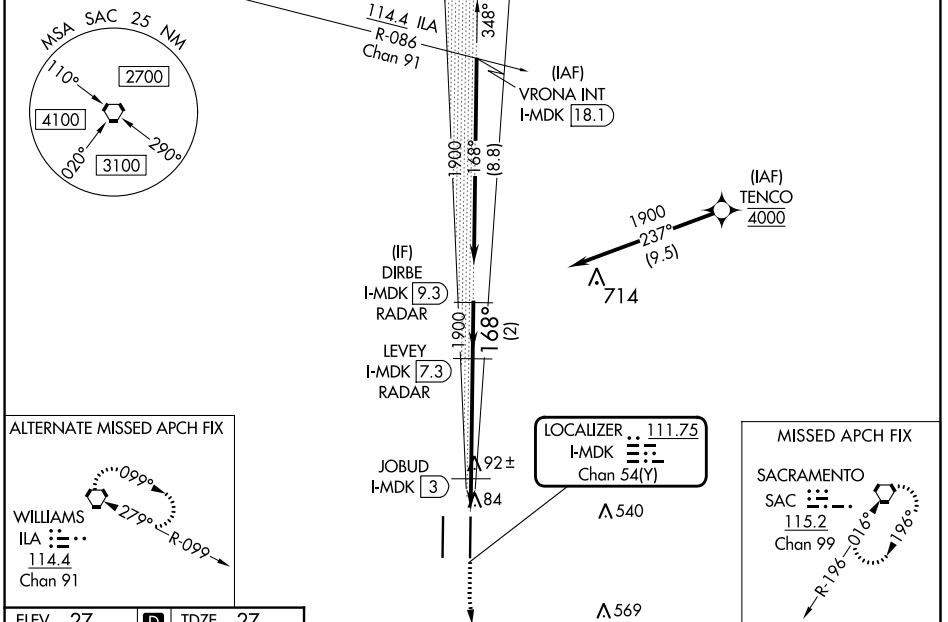 MSA SAC 25 NM
110°
2700
4100
020°
290°
3100
114.4 ILA
R-086
Chan 91
348°
(IAF)
VRONA INT
I-MDK 18.1
1900
168°
(8.8)
(IAF)
TENCO
4000
1900
237°
(9.5)
714
(IF)
DIRBE
I-MDK 9.3
RADAR
1900
168°
(2)
LEVEY
I-MDK 7.3
RADAR
JOBUD
I-MDK 3
92±
84
LOCALIZER 111.75
I-MDK
Chan 54(Y)
540
569
ALTERNATE MISSED APCH FIX
099°
279°
R-099
WILLIAMS
ILA
114.4
Chan 91
MISSED APCH FIX
SACRAMENTO
SAC
115.2
Chan 99
R-196
016°
196°
ELEV 27 D TDZE 27